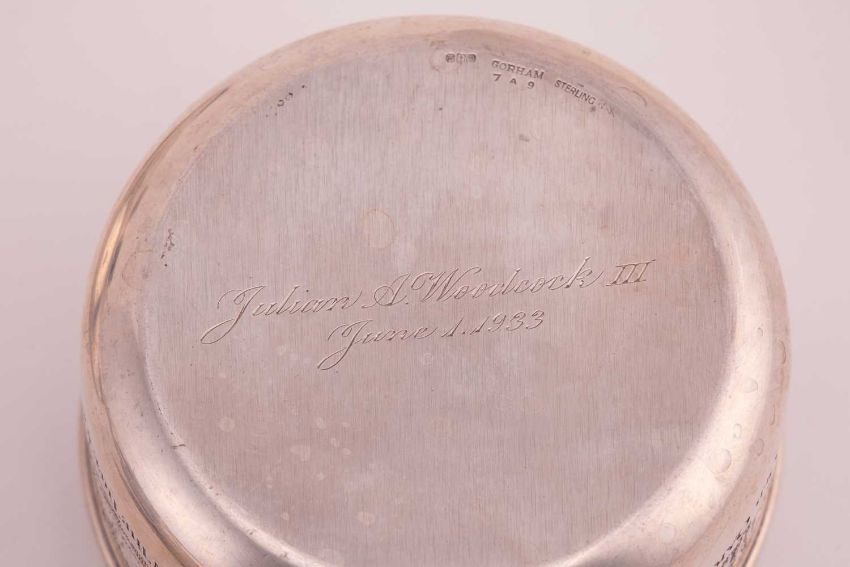 GORHAM
7 A 9
STERLING
Julian A. Woodcock III
June 1. 1933